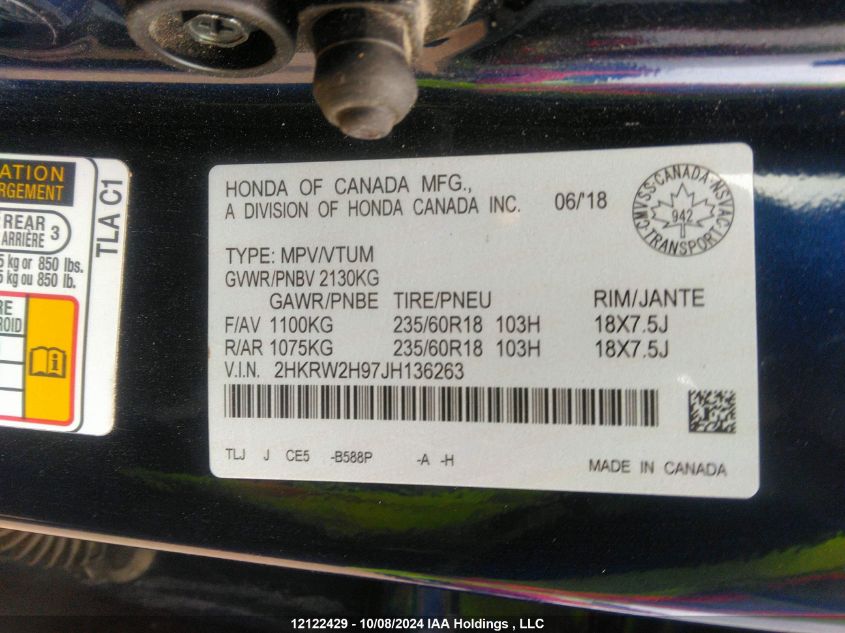 ATION
RGEMENT
REAR
ARRIÈRE 3
5 kg or 850 lbs.
5 kg ou 850 lb.
RE
ROID
TLA C1
HONDA OF CANADA MFG.,
A DIVISION OF HONDA CANADA INC. 06/'18
CMVSS·CANADA·NSVAC
942
TRANSPORT
TYPE: MPV/VTUM
GVWR/PNBV 2130KG
GAWR/PNBE TIRE/PNEU RIM/JANTE
F/AV 1100KG 235/60R18 103H 18X7.5J
R/AR 1075KG 235/60R18 103H 18X7.5J
V.I.N. 2HKRW2H97JH136263
TLJ J CE5 -B588P -A -H
MADE IN CANADA
12122429 - 10/08/2024 IAA Holdings , LLC